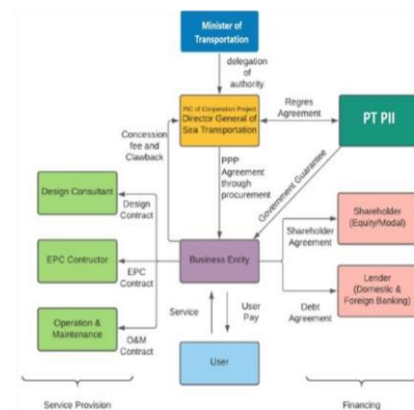 Minister of
Transportation
delegation
of
authority
PIC of Cooperation Project
Director General of
Sea Transportation
Regres
Agreement
PT PII
Concession
fee and
Clawback
PPP
Agreement
through
procurement
Government Guarantee
Design Consultant
Design
Contract
Shareholder
(Equity/Modal)
Shareholder
Agreement
EPC Contructor
EPC
Contract
Business Entity
Lender
(Domestic &
Foreign Banking)
Debt
Agreement
Operation &
Maintenance
O&M
Contract
Service
User
Pay
User
Service Provision
Financing